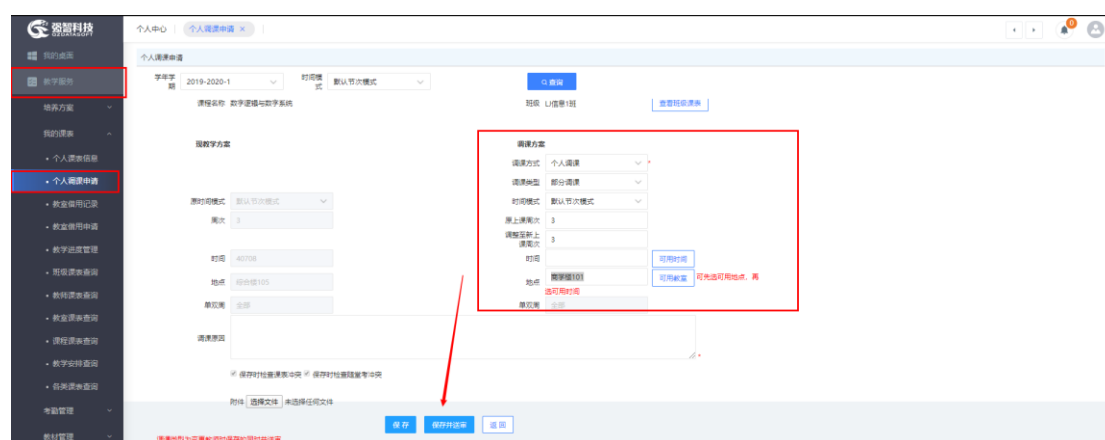 强智科技
QZDATASOFT
个人中心 个人调课申请 ×
我的桌面
教学服务
培养方案
我的课表
• 个人课表信息
• 个人调课申请
• 教室借用记录
• 教室借用申请
• 教学进度管理
• 班级课表查询
• 教师课表查询
• 教室课表查询
• 课程课表查询
• 教学安排查询
• 各类课表查询
考勤管理
教材管理
个人调课申请
学年学期 2019-2020-1 时间模式 默认节次模式 查询
课程名称 数字逻辑与数字系统 班级 LJ信息1班 查看班级课表
现教学方案 调课方案
调课方式 个人调课 *
调课类型 部分调课
原时间模式 默认节次模式 时间模式 默认节次模式
周次 3 原上课周次 3
调整至新上课周次 3
时间 40708 时间 可用时间
地点 综合楼105 地点 南学楼101 可用教室 可先选可用地点，再选可用时间
单双周 全部 单双周 全部
调课原因 *
保存时检查课表冲突 保存时检查随堂考冲突
附件 选择文件 未选择任何文件
保存 保存并送审 返回